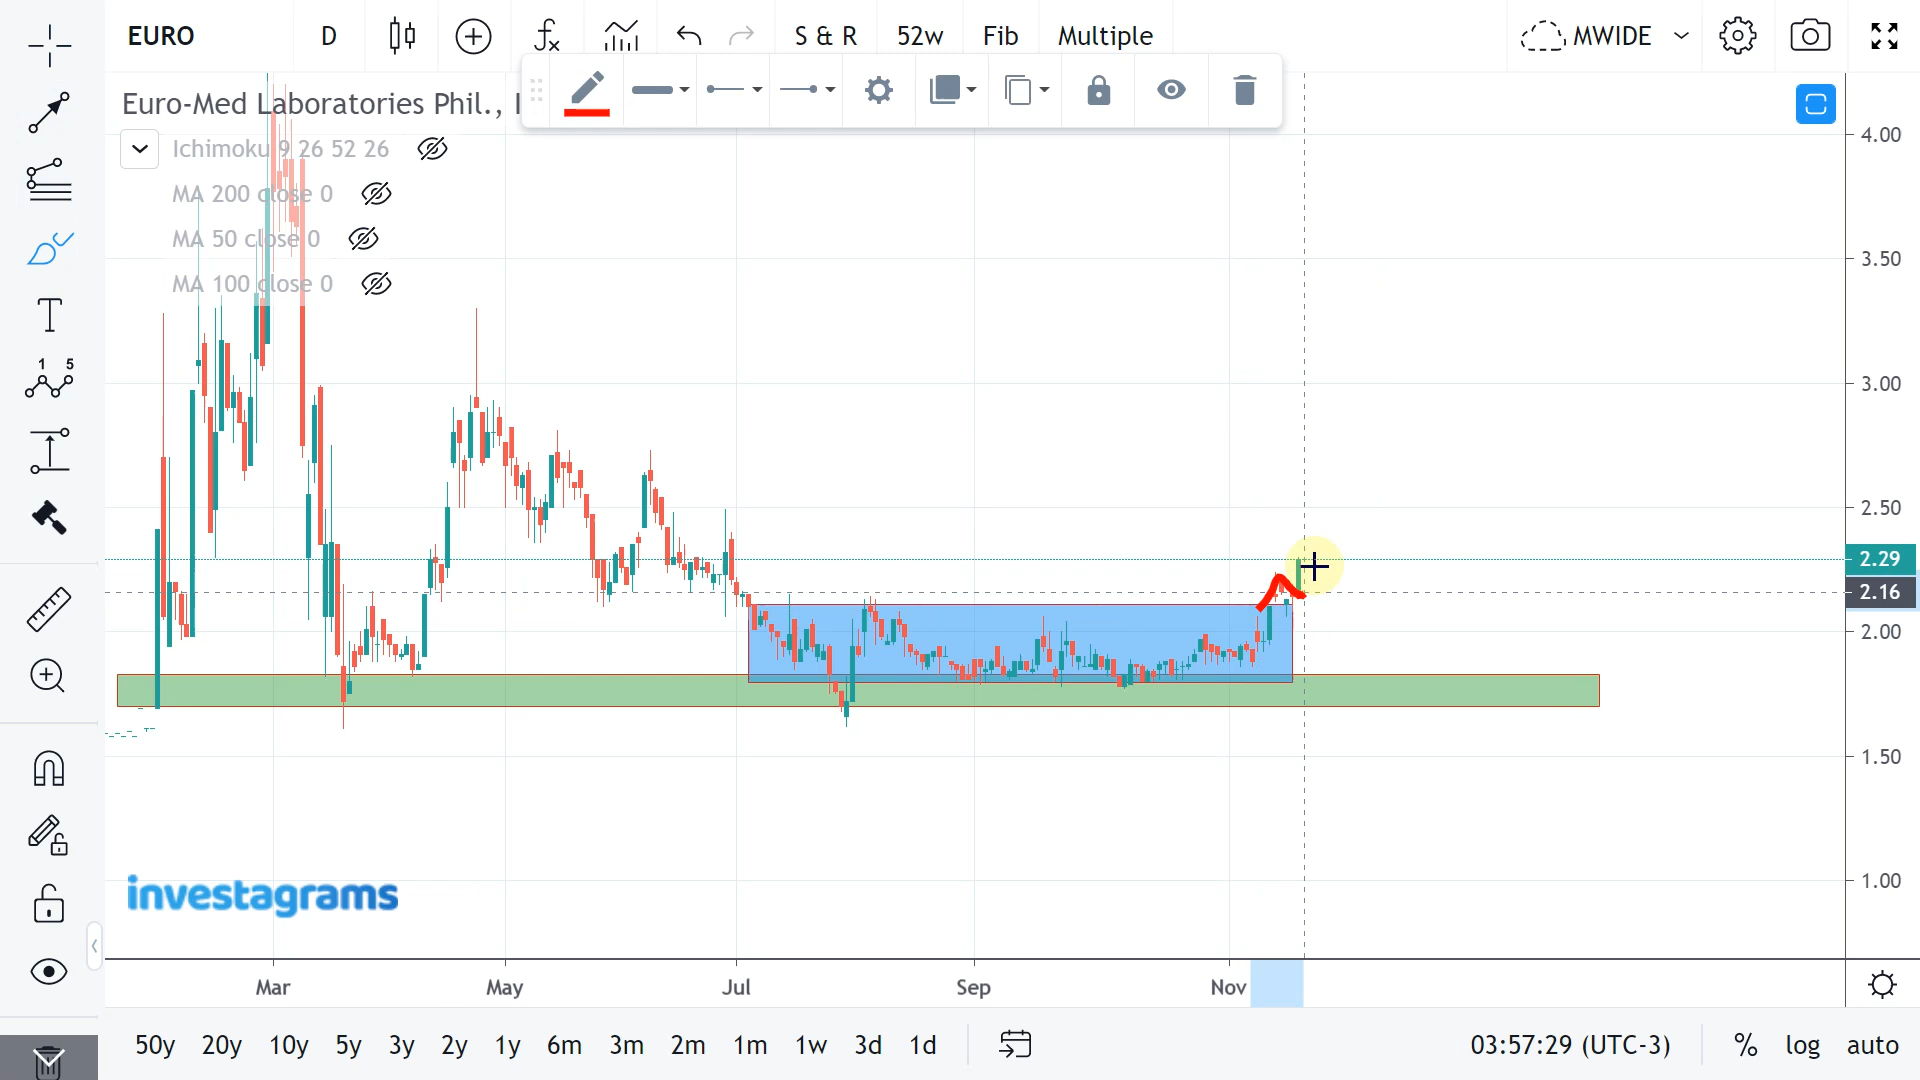 EURO D S & R 52w Fib Multiple MWIDE
Euro-Med Laboratories Phil., I
Ichimoku 9 26 52 26
MA 200 close 0
MA 50 close 0
MA 100 close 0
1 5
4.00
3.50
3.00
2.50
2.29
2.16
2.00
1.50
1.00
investagrams
Mar May Jul Sep Nov
50y 20y 10y 5y 3y 2y 1y 6m 3m 2m 1m 1w 3d 1d 03:57:29 (UTC-3) % log auto